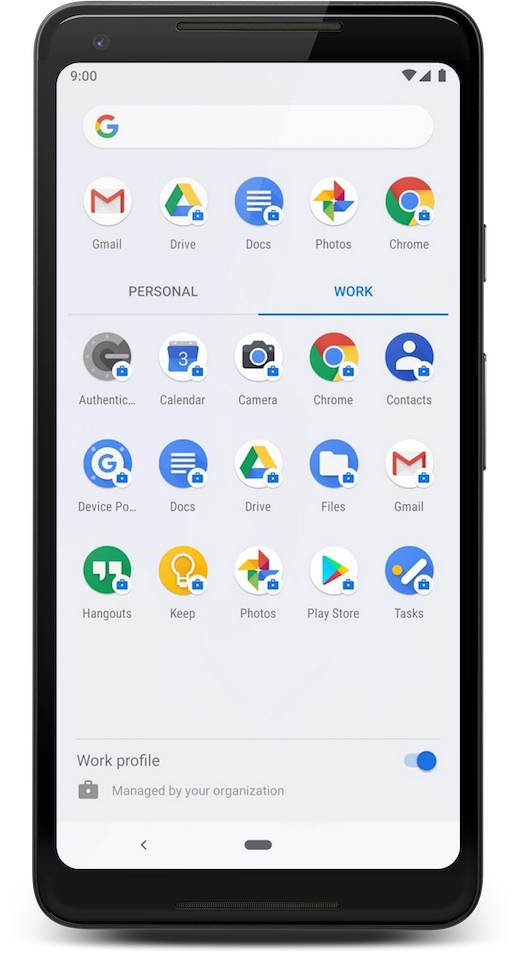 9:00
Gmail Drive Docs Photos Chrome
PERSONAL WORK
3
Authentic... Calendar Camera Chrome Contacts
Device Po... Docs Drive Files Gmail
Hangouts Keep Photos Play Store Tasks
Work profile
Managed by your organization